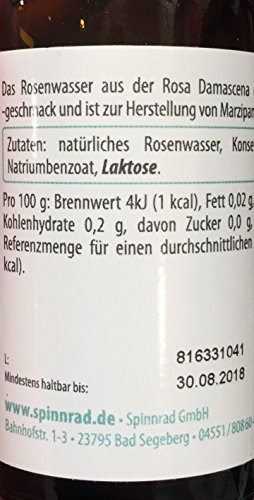 Das Rosenwasser aus der Rosa Damascena
-geschmack und ist zur Herstellung von Marzipan
Zutaten: natürliches Rosenwasser, Konse
Natriumbenzoat, Laktose.
Pro 100 g: Brennwert 4kJ (1 kcal), Fett 0,02 g,
Kohlenhydrate 0,2 g, davon Zucker 0,0 g,
Referenzmenge für einen durchschnittlichen
kcal).
L: 816331041
Mindestens haltbar bis: 30.08.2018
www.spinnrad.de - Spinnrad GmbH
Bahnhofstr. 1-3 · 23795 Bad Segeberg · 04551/808 60-